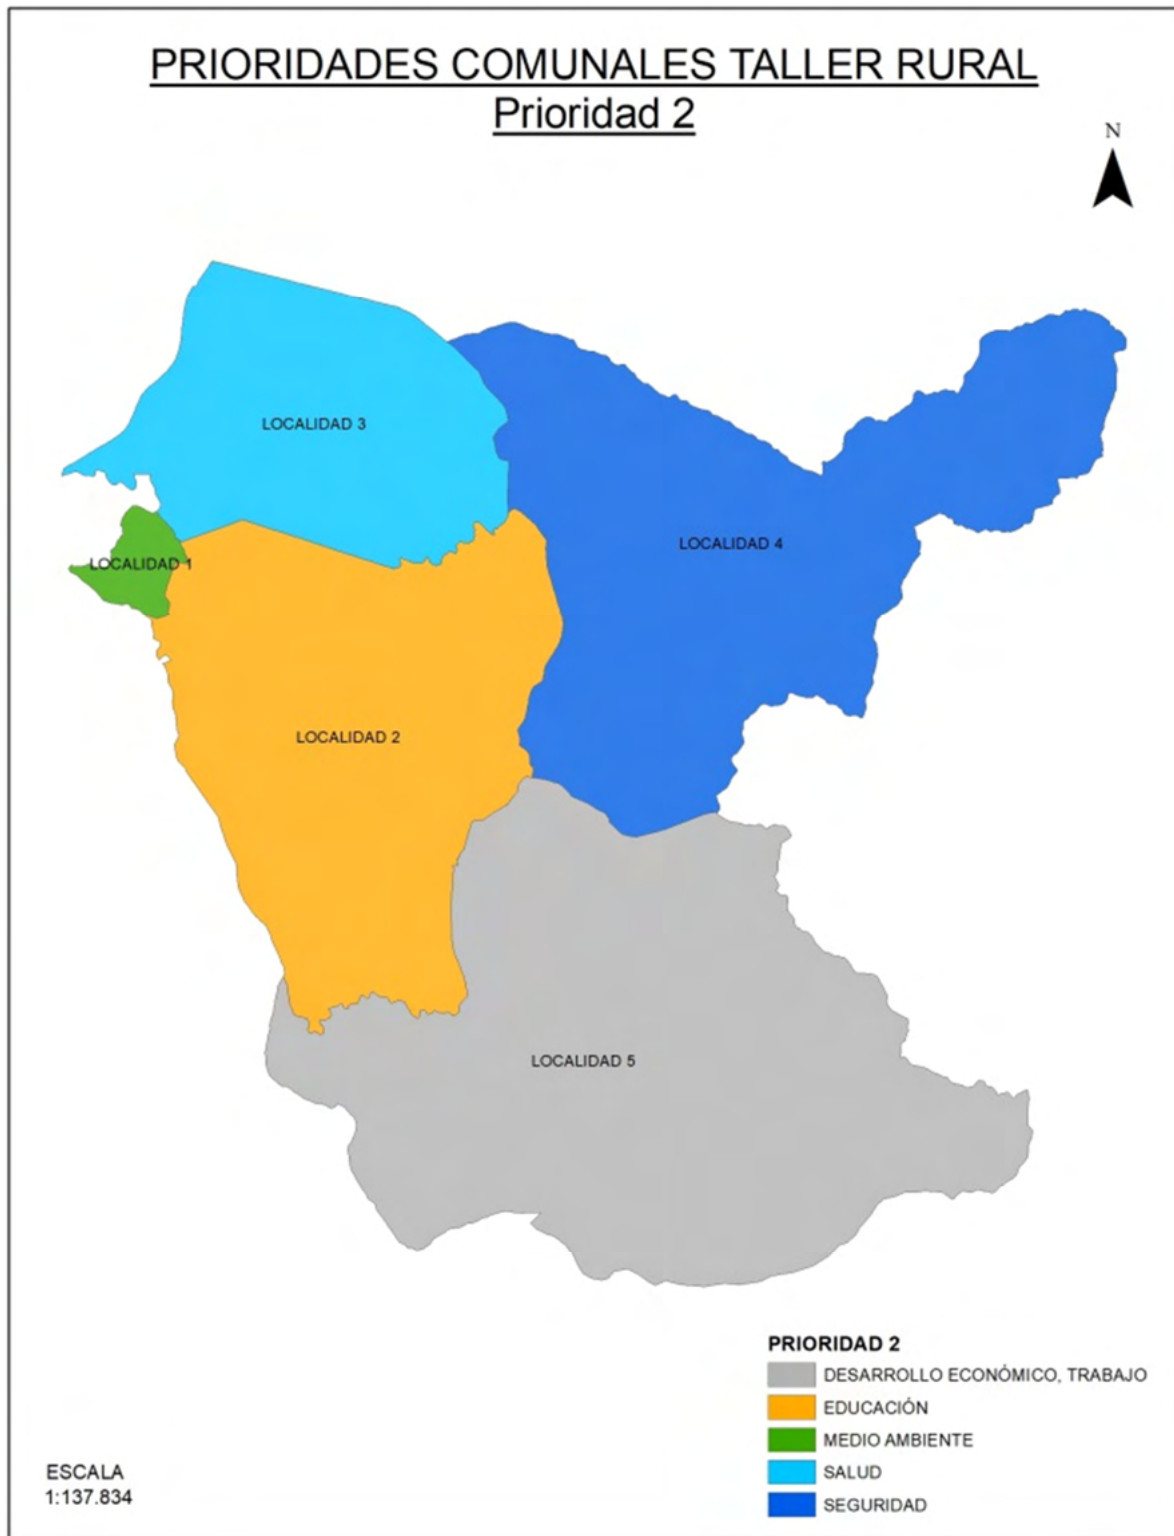 PRIORIDADES COMUNALES TALLER RURAL
Prioridad 2
N
LOCALIDAD 3
LOCALIDAD 4
LOCALIDAD 1
LOCALIDAD 2
LOCALIDAD 5
PRIORIDAD 2
DESARROLLO ECONÓMICO, TRABAJO
EDUCACIÓN
MEDIO AMBIENTE
SALUD
SEGURIDAD
ESCALA
1:137.834